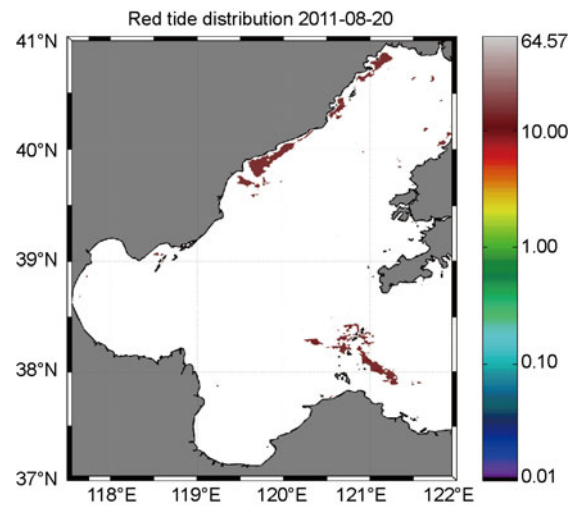 Red tide distribution 2011-08-20
41°N
40°N
39°N
38°N
37°N
118°E 119°E 120°E 121°E 122°E
64.57
10.00
1.00
0.10
0.01